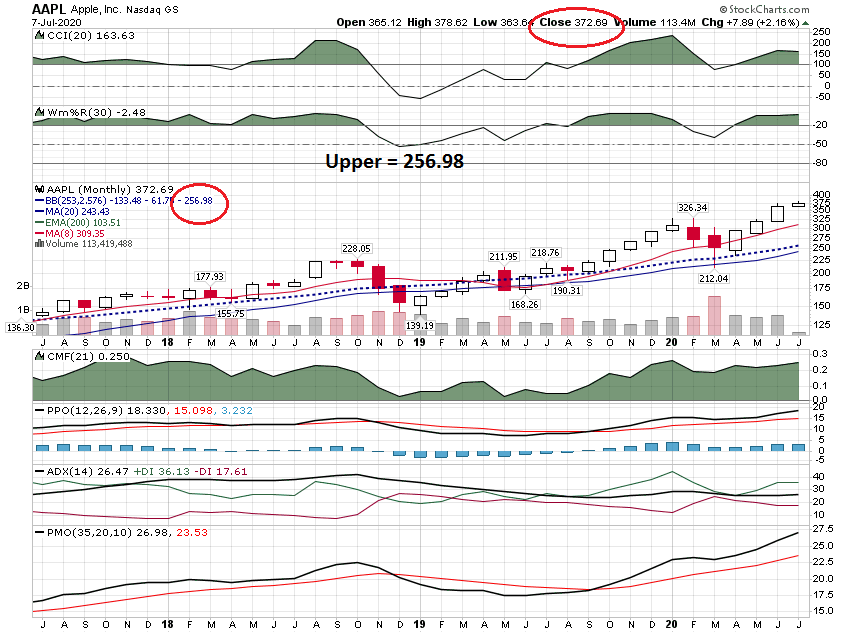 AAPL Apple, Inc. Nasdaq GS
© StockCharts.com
7-Jul-2020
Open 365.12 High 378.62 Low 363.64 Close 372.69 Volume 113.4M Chg +7.89 (+2.16%)
CCI(20) 163.63
250
200
150
100
50
0
-50
Wm%R(30) -2.48
-20
-50
-80
Upper = 256.98
AAPL (Monthly) 372.69
BB(253,2.576) -133.48 - 61.75 - 256.98
MA(20) 243.43
EMA(200) 103.51
MA(8) 309.35
Volume 113,419,488
400
375
350
325
300
275
250
225
200
175
150
125
2B
1B
136.30
177.93
155.75
228.05
139.19
211.95
168.26
218.76
190.31
326.34
212.04
J A S O N D 18 F M A M J J A S O N D 19 F M A M J J A S O N D 20 F M A M J J
CMF(21) 0.250
0.3
0.2
0.1
0.0
PPO(12,26,9) 18.330, 15.098, 3.232
20
15
10
5
0
-5
ADX(14) 26.47 +DI 36.13 -DI 17.61
40
30
20
10
PMO(35,20,10) 26.98, 23.53
27.5
25.0
22.5
20.0
17.5
15.0
J A S O N D 18 F M A M J J A S O N D 19 F M A M J J A S O N D 20 F M A M J J